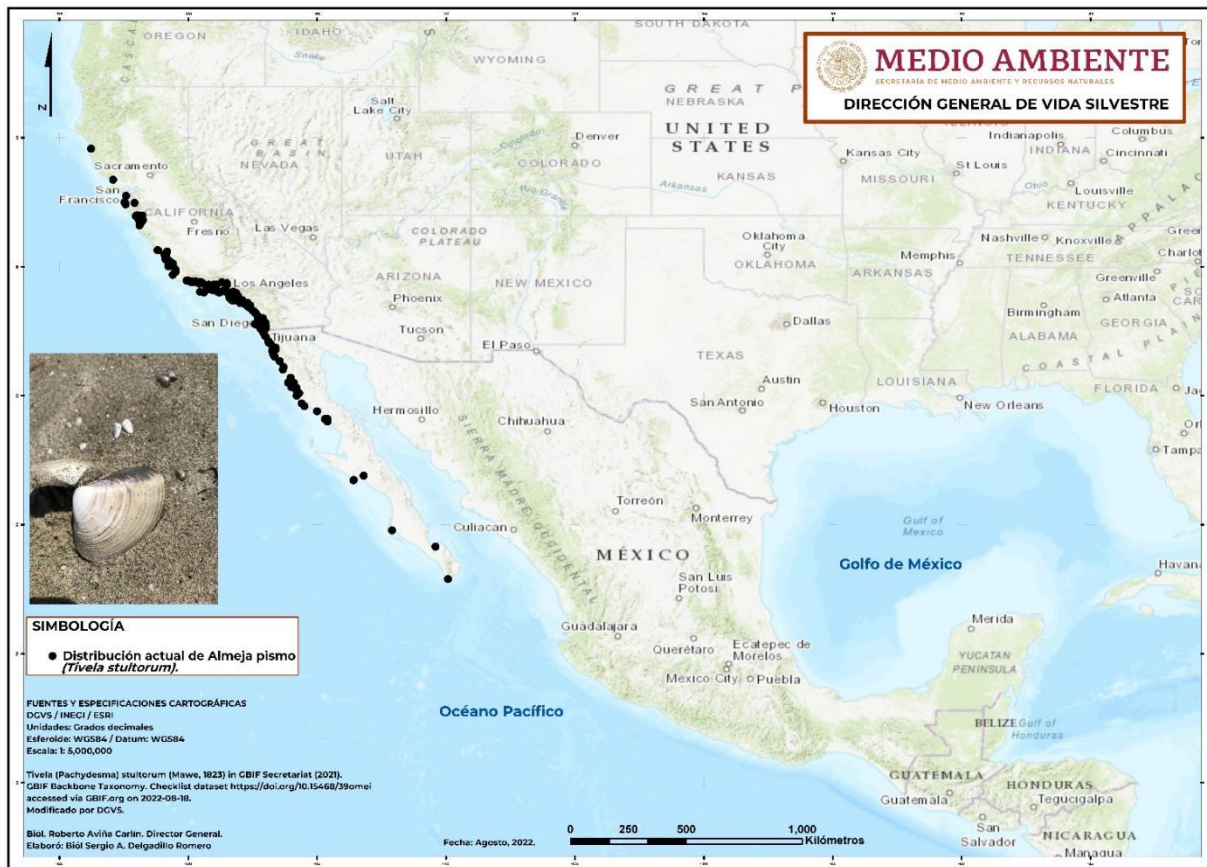 MEDIO AMBIENTE
SECRETARÍA DE MEDIO AMBIENTE Y RECURSOS NATURALES
DIRECCIÓN GENERAL DE VIDA SILVESTRE
N
OREGON
IDAHO
SOUTH DAKOTA
WYOMING
Snake
Salt
Lake City
GREAT
NEBRASKA
UNITED
STATES
GREAT
BASIN
NEVADA
UTAH
Colorado
Denver
COLORADO
KANSAS
Kansas City
MISSOURI
St Louis
Indianapolis
INDIANA
Columbus
Cincinnati
Ohio
Louisville
KENTUCKY
Sacramento
San
Francisco
CALIFORNIA
Fresno
Las Vegas
COLORADO
PLATEAU
Rio Grande
Arkansas
Oklahoma
City
OKLAHOMA
ARKANSAS
Memphis
Nashville
Knoxville
TENNESSEE
Greenville
Los Angeles
ARIZONA
Phoenix
NEW MEXICO
Birmingham
ALABAMA
Atlanta
GEORGIA
San Diego
Tijuana
Tucson
El Paso
Dallas
TEXAS
COASTAL PLAIN
Austin
San Antonio
Houston
LOUISIANA
New Orleans
FLORIDA
Tampa
Hermosillo
Chihuahua
SIERRA MADRE OCCIDENTAL
Torreón
Monterrey
Culiacan
MÉXICO
Gulf of
Mexico
Golfo de México
Havana
San Luis
Potosi
Guadalajara
Querétaro
Ecatepec de
Morelos
Mexico City
Puebla
Merida
YUCATAN
PENINSULA
Océano Pacífico
BELIZE
Gulf of
Honduras
GUATEMALA
Guatemala
HONDURAS
Tegucigalpa
San
Salvador
NICARAGUA
Managua
SIMBOLOGÍA
Distribución actual de Almeja pismo
(Tivela stultorum).
FUENTES Y ESPECIFICACIONES CARTOGRÁFICAS
DGVS / INEGI / ESRI
Unidades: Grados decimales
Esferoide: WGS84 / Datum: WGS84
Escala: 1: 5,000,000
Tivela (Pachydesma) stultorum (Mawe, 1823) in GBIF Secretariat (2021).
GBIF Backbone Taxonomy. Checklist dataset https://doi.org/10.15468/39omei
accessed via GBIF.org on 2022-08-18.
Modificado por DGVS.
Biol. Roberto Aviña Carlín. Director General.
Elaboró: Biól Sergio A. Delgadillo Romero
Fecha: Agosto, 2022.
0 250 500 1,000
Kilómetros